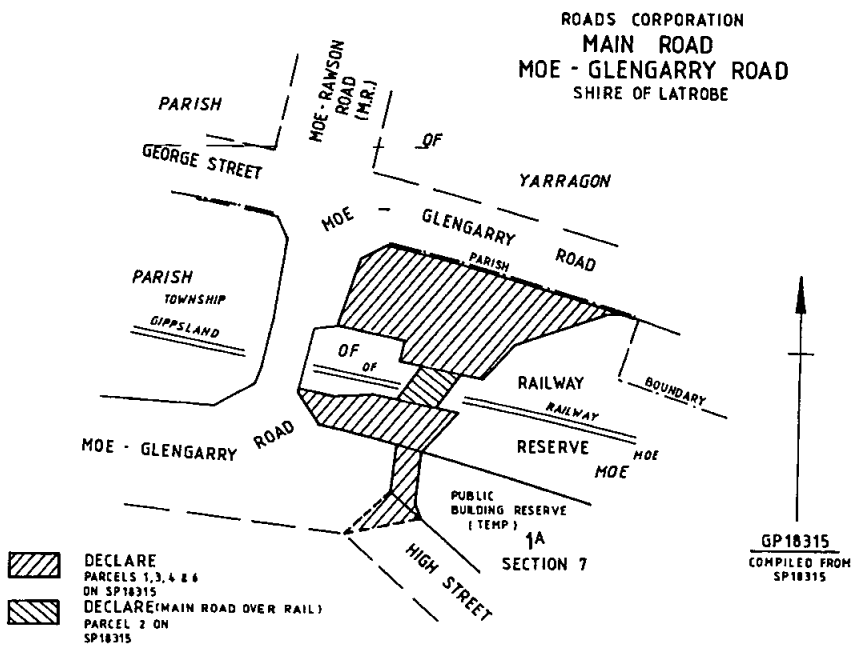 ROADS CORPORATION
MAIN ROAD
MOE - GLENGARRY ROAD
SHIRE OF LATROBE
MOE - RAWSON
ROAD
(M.R.)
PARISH
OF
GEORGE STREET
YARRAGON
MOE - GLENGARRY ROAD
PARISH
PARISH
TOWNSHIP
GIPPSLAND
OF
OF
RAILWAY
RAILWAY
BOUNDARY
RESERVE
MOE
MOE
MOE - GLENGARRY ROAD
PUBLIC
BUILDING RESERVE
(TEMP)
1A
SECTION 7
HIGH STREET
GP18315
COMPILED FROM
SP18315
DECLARE
PARCELS 1,3,4 & 6
ON SP18315
DECLARE (MAIN ROAD OVER RAIL)
PARCEL 2 ON
SP18315